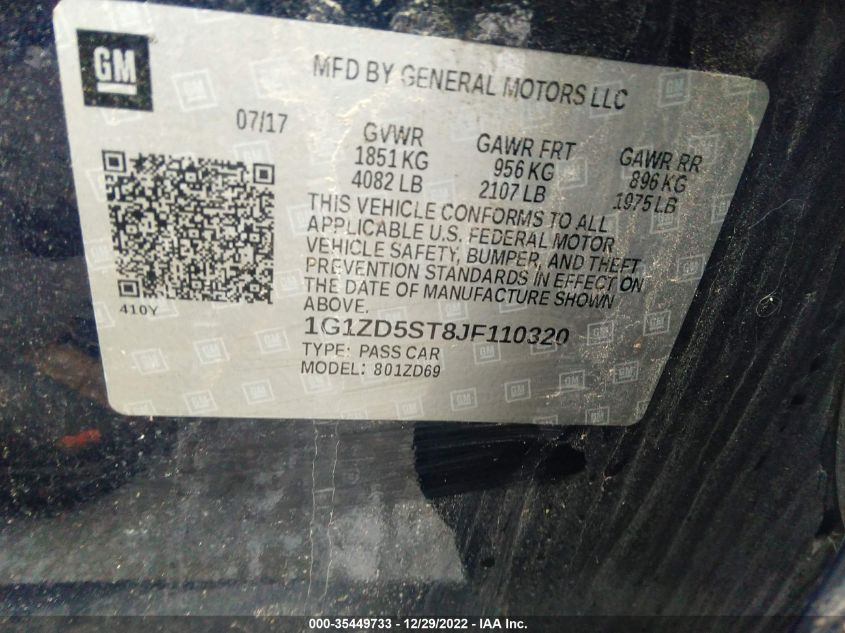 GM
MFD BY GENERAL MOTORS LLC
07/17
GVWR
1851 KG
4082 LB
GAWR FRT
956 KG
2107 LB
GAWR RR
896 KG
1975 LB
THIS VEHICLE CONFORMS TO ALL
APPLICABLE U.S. FEDERAL MOTOR
VEHICLE SAFETY, BUMPER, AND THEFT
PREVENTION STANDARDS IN EFFECT ON
THE DATE OF MANUFACTURE SHOWN
ABOVE.
410Y
1G1ZD5ST8JF110320
TYPE: PASS CAR
MODEL: 801ZD69
000-35449733 - 12/29/2022 - IAA Inc.